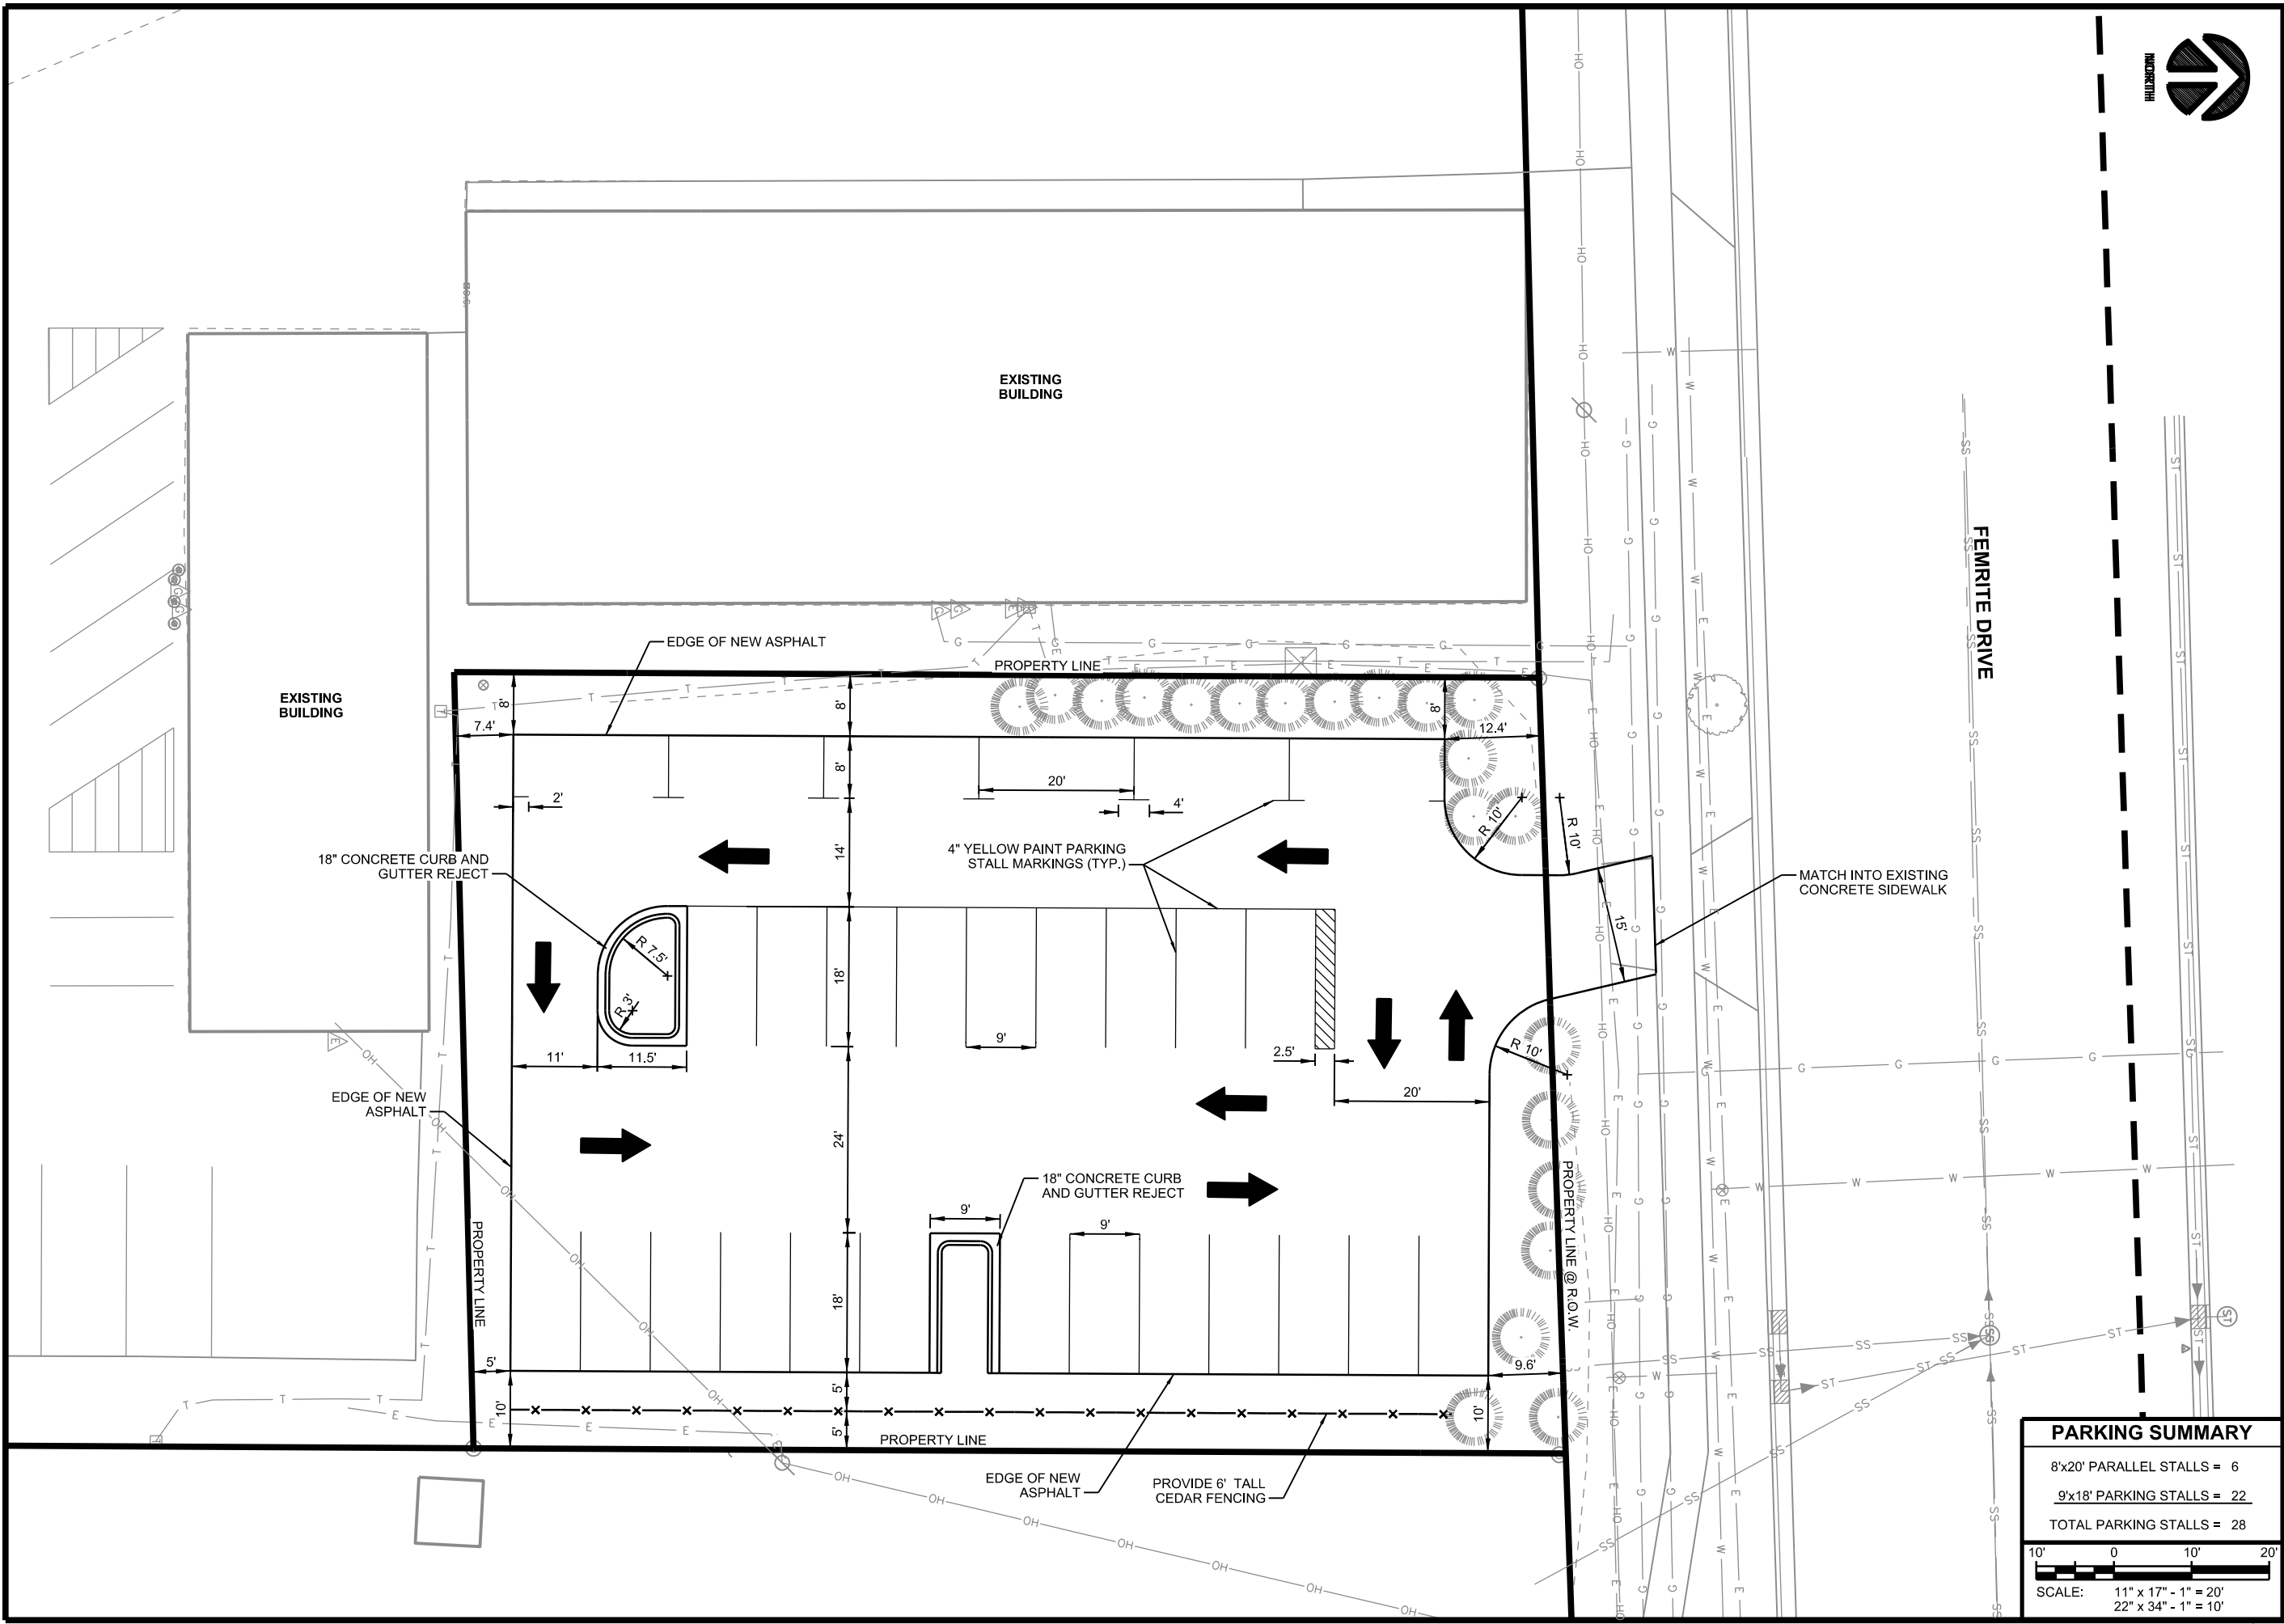 NORTH
EXISTING
BUILDING
FEMRITE DRIVE
EDGE OF NEW ASPHALT
PROPERTY LINE
EXISTING
BUILDING
8'
7.4'
8'
8'
12.4'
8'
20'
2'
4'
R 10'
R 10'
14'
4" YELLOW PAINT PARKING
STALL MARKINGS (TYP.)
18" CONCRETE CURB AND
GUTTER REJECT
MATCH INTO EXISTING
CONCRETE SIDEWALK
15'
R 7.5'
R 3'
18'
9'
2.5'
R 10'
11'
11.5'
20'
EDGE OF NEW
ASPHALT
24'
18" CONCRETE CURB
AND GUTTER REJECT
9'
9'
PROPERTY LINE
PROPERTY LINE @ R.O.W.
18'
5'
9.6'
10'
5'
5'
10'
PROPERTY LINE
EDGE OF NEW
ASPHALT
PROVIDE 6' TALL
CEDAR FENCING
PARKING SUMMARY
8'x20' PARALLEL STALLS = 6
9'x18' PARKING STALLS = 22
TOTAL PARKING STALLS = 28
10' 0 10' 20'
SCALE: 11" x 17" - 1" = 20'
22" x 34" - 1" = 10'